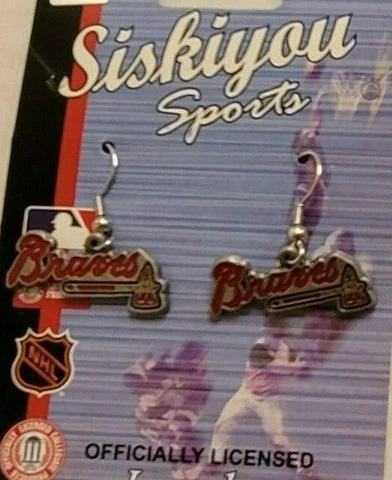 Siskiyou
Sports
Braves
Braves
NHL
OFFICIALLY LICENSED